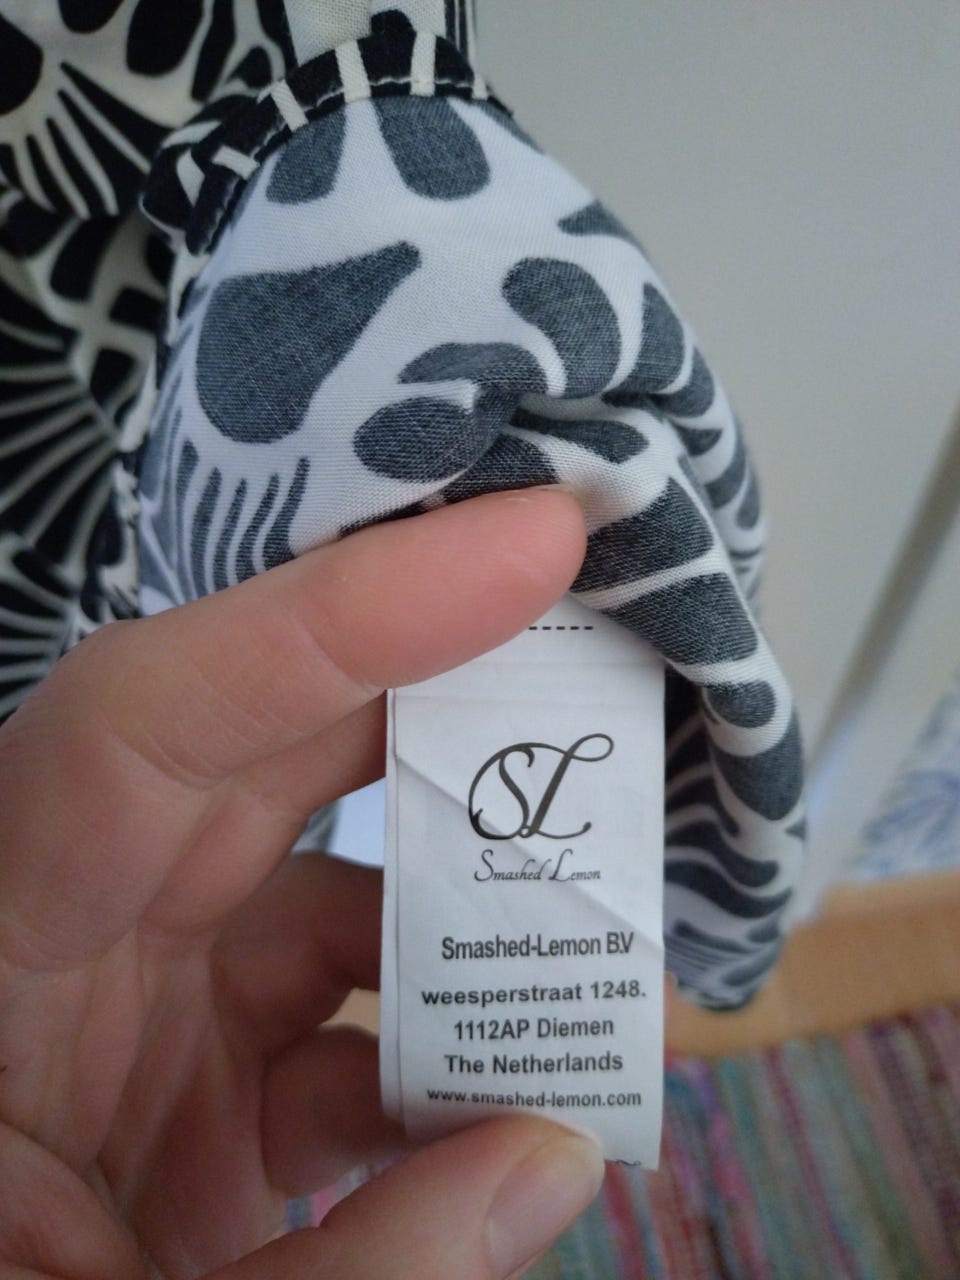 SL
Smashed Lemon
Smashed-Lemon B.V
weesperstraat 1248.
1112AP Diemen
The Netherlands
www.smashed-lemon.com